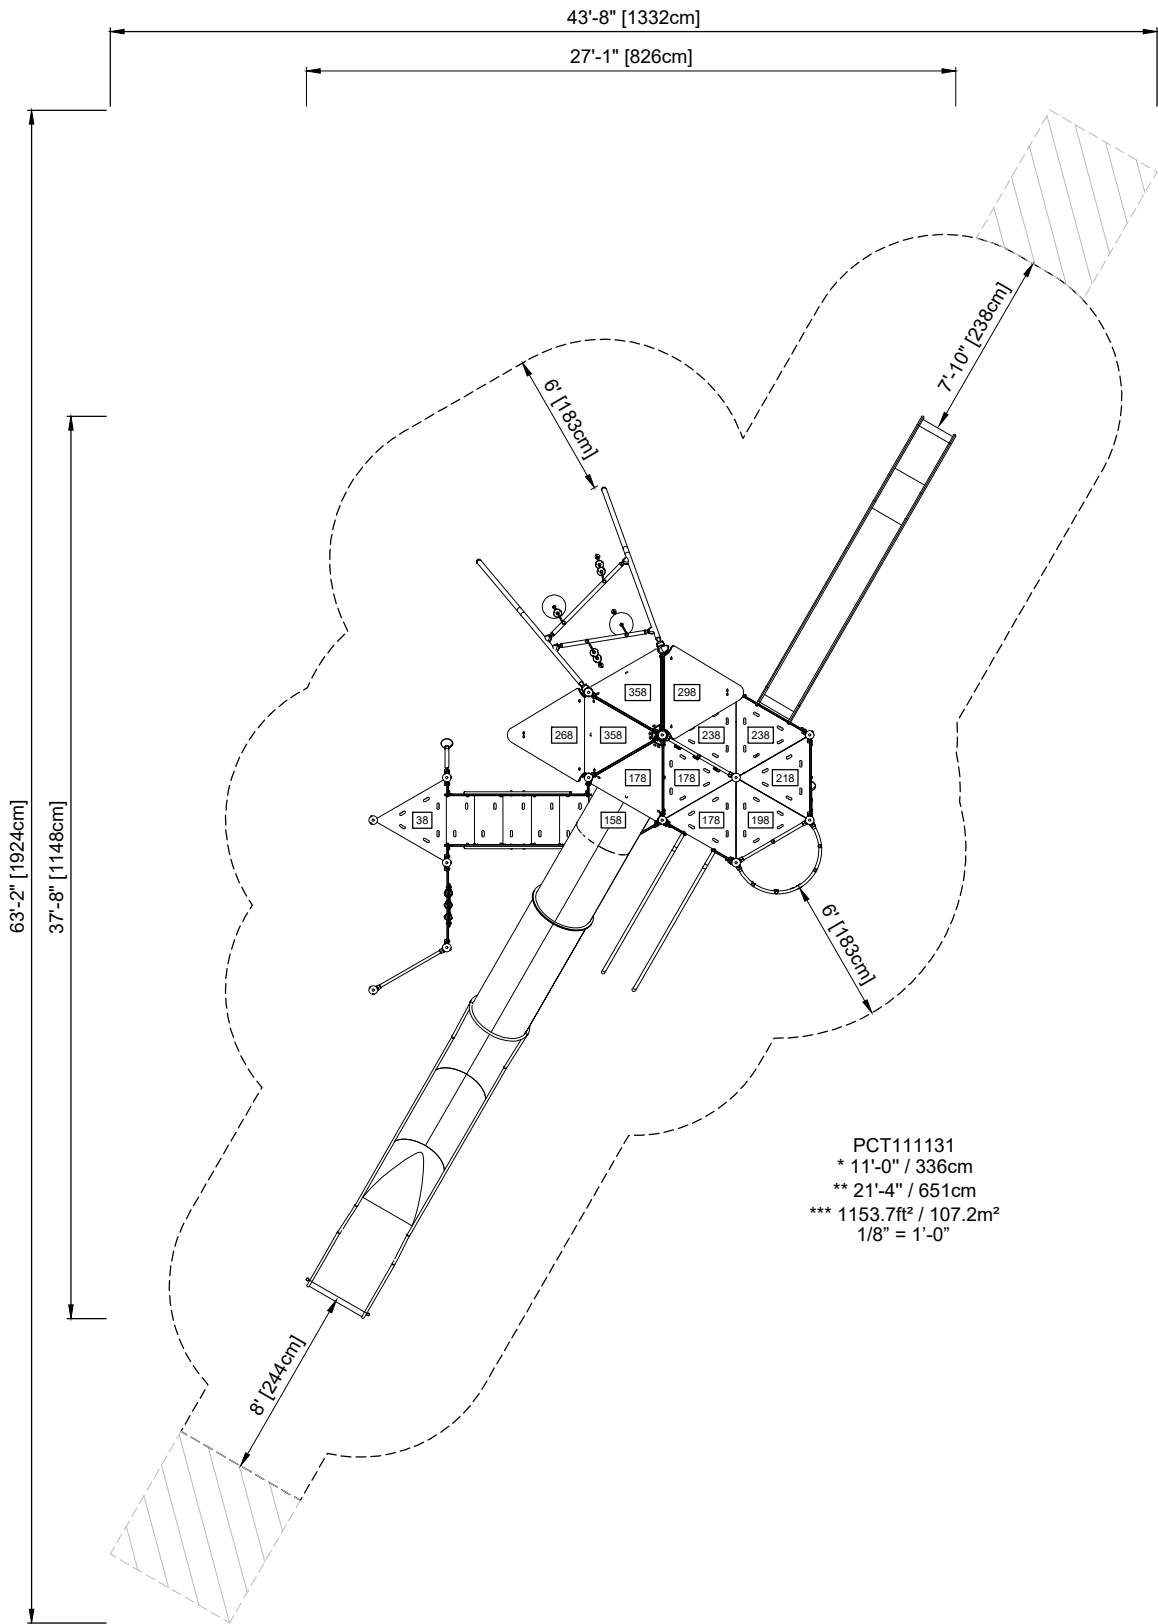 43'-8" [1332cm]
27'-1" [826cm]
63'-2" [1924cm]
37'-8" [1148cm]
7'-10" [238cm]
6' [183cm]
358
298
268
358
238
238
178
178
218
38
158
178
198
6' [183cm]
8' [244cm]
PCT111131
* 11'-0" / 336cm
** 21'-4" / 651cm
*** 1153.7ft² / 107.2m²
1/8” = 1’-0”